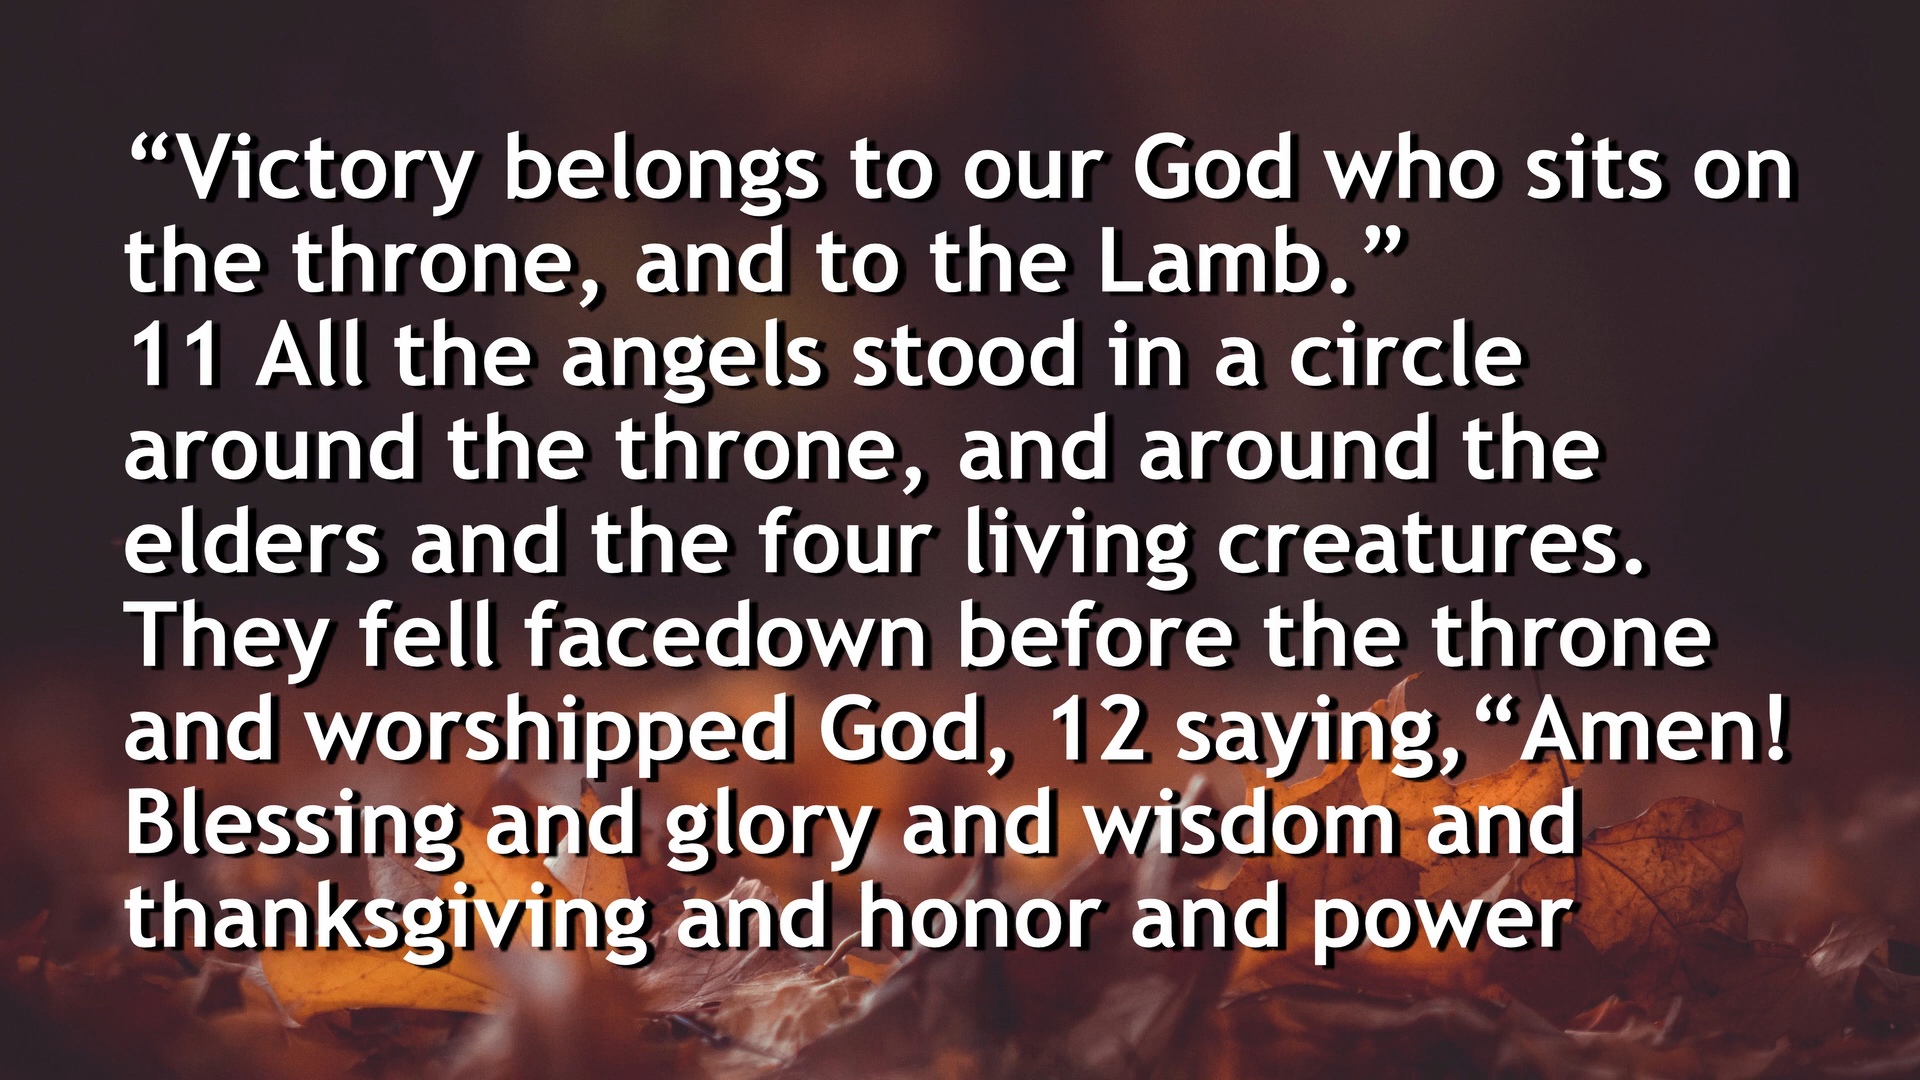 “Victory belongs to our God who sits on
the throne, and to the Lamb.”
11 All the angels stood in a circle
around the throne, and around the
elders and the four living creatures.
They fell facedown before the throne
and worshipped God, 12 saying,“Amen!
Blessing and glory and wisdom and
thanksgiving and honor and power